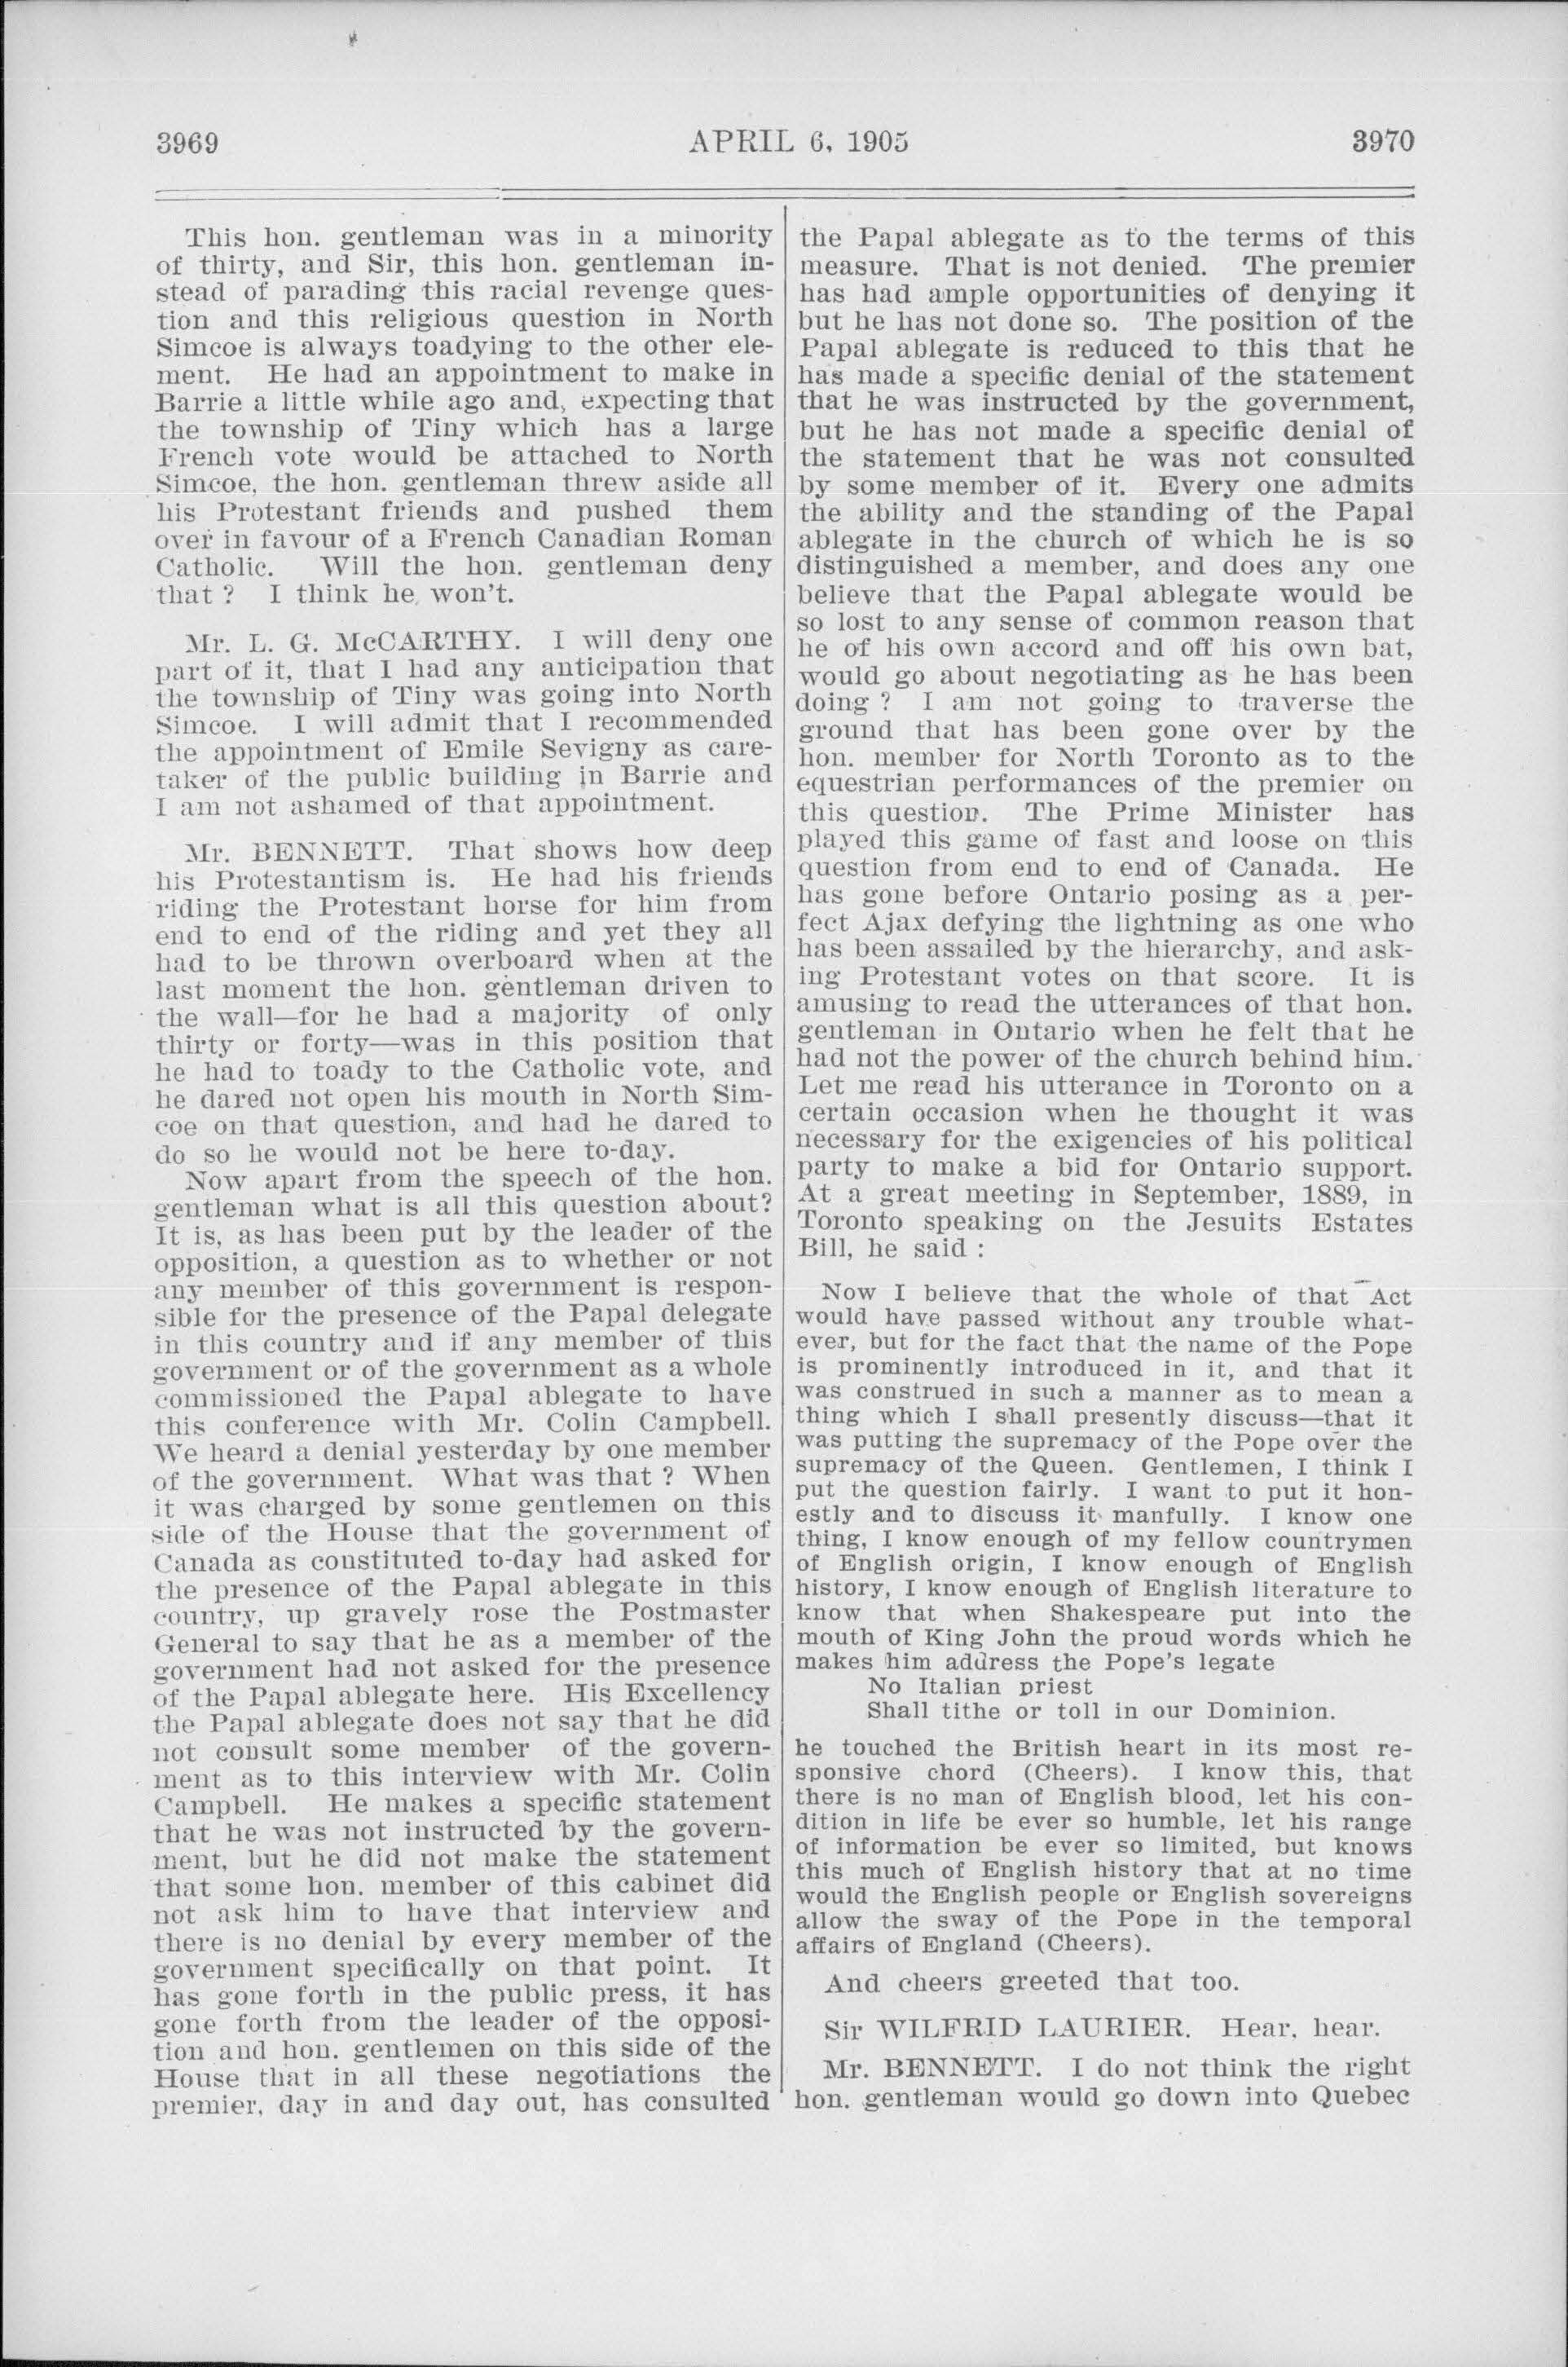 3969
APRIL 6, 1905
3970
This hon. gentleman was in a minority
of thirty, and Sir, this hon. gentleman in-
stead of parading this racial revenge ques-
tion and this religious question in North
Simcoe is always toadying to the other ele-
ment. He had an appointment to make in
Barrie a little while ago and, expecting that
the township of Tiny which has a large
French vote would be attached to North
Simcoe, the hon. gentleman threw aside all
his Protestant friends and pushed them
over in favour of a French Canadian Roman
Catholic. Will the hon. gentleman deny
that ? I think he won't.
Mr. L. G. McCARTHY. I will deny one
part of it, that I had any anticipation that
the township of Tiny was going into North
Simcoe. I will admit that I recommended
the appointment of Emile Sevigny as care-
taker of the public building in Barrie and
I am not ashamed of that appointment.
Mr. BENNETT. That shows how deep
his Protestantism is. He had his friends
riding the Protestant horse for him from
end to end of the riding and yet they all
had to be thrown overboard when at the
last moment the hon. gentleman driven to
the wall—for he had a majority of only
thirty or forty—was in this position that
he had to toady to the Catholic vote, and
he dared not open his mouth in North Sim-
coe on that question, and had he dared to
do so he would not be here to-day.
Now apart from the speech of the hon.
gentleman what is all this question about?
It is, as has been put by the leader of the
opposition, a question as to whether or not
any member of this government is respon-
sible for the presence of the Papal delegate
in this country and if any member of this
government or of the government as a whole
commissioned the Papal ablegate to have
this conference with Mr. Colin Campbell.
We heard a denial yesterday by one member
of the government. What was that ? When
it was charged by some gentlemen on this
side of the House that the government of
Canada as constituted to-day had asked for
the presence of the Papal ablegate in this
country, up gravely rose the Postmaster
General to say that he as a member of the
government had not asked for the presence
of the Papal ablegate here. His Excellency
the Papal ablegate does not say that he did
not consult some member of the govern-
ment as to this interview with Mr. Colin
Campbell. He makes a specific statement
that he was not instructed by the govern-
ment, but he did not make the statement
that some hon. member of this cabinet did
not ask him to have that interview and
there is no denial by every member of the
government specifically on that point. It
has gone forth in the public press, it has
gone forth from the leader of the opposi-
tion and hon. gentlemen on this side of the
House that in all these negotiations the
premier, day in and day out, has consulted
the Papal ablegate as to the terms of this
measure. That is not denied. The premier
has had ample opportunities of denying it
but he has not done so. The position of the
Papal ablegate is reduced to this that he
has made a specific denial of the statement
that he was instructed by the government,
but he has not made a specific denial of
the statement that he was not consulted
by some member of it. Every one admits
the ability and the standing of the Papal
ablegate in the church of which he is so
distinguished a member, and does any one
believe that the Papal ablegate would be
so lost to any sense of common reason that
he of his own accord and off his own bat,
would go about negotiating as he has been
doing ? I am not going to traverse the
ground that has been gone over by the
hon. member for North Toronto as to the
equestrian performances of the premier on
this question. The Prime Minister has
played this game of fast and loose on this
question from end to end of Canada. He
has gone before Ontario posing as a per-
fect Ajax defying the lightning as one who
has been assailed by the hierarchy, and ask-
ing Protestant votes on that score. It is
amusing to read the utterances of that hon.
gentleman in Ontario when he felt that he
had not the power of the church behind him.
Let me read his utterance in Toronto on a
certain occasion when he thought it was
necessary for the exigencies of his political
party to make a bid for Ontario support.
At a great meeting in September, 1889, in
Toronto speaking on the Jesuits Estates
Bill, he said :
Now I believe that the whole of that Act
would have passed without any trouble what-
ever, but for the fact that the name of the Pope
is prominently introduced in it, and that it
was construed in such a manner as to mean a
thing which I shall presently discuss—that it
was putting the supremacy of the Pope over the
supremacy of the Queen. Gentlemen, I think I
put the question fairly. I want to put it hon-
estly and to discuss it manfully. I know one
thing, I know enough of my fellow countrymen
of English origin, I know enough of English
history, I know enough of English literature to
know that when Shakespeare put into the
mouth of King John the proud words which he
makes him address the Pope's legate
No Italian priest
Shall tithe or toll in our Dominion.
he touched the British heart in its most re-
sponsive chord (Cheers). I know this, that
there is no man of English blood, let his con-
dition in life be ever so humble, let his range
of information be ever so limited, but knows
this much of English history that at no time
would the English people or English sovereigns
allow the sway of the Pope in the temporal
affairs of England (Cheers).
And cheers greeted that too.
Sir WILFRID LAURIER. Hear, hear.
Mr. BENNETT. I do not think the right
hon. gentleman would go down into Quebec